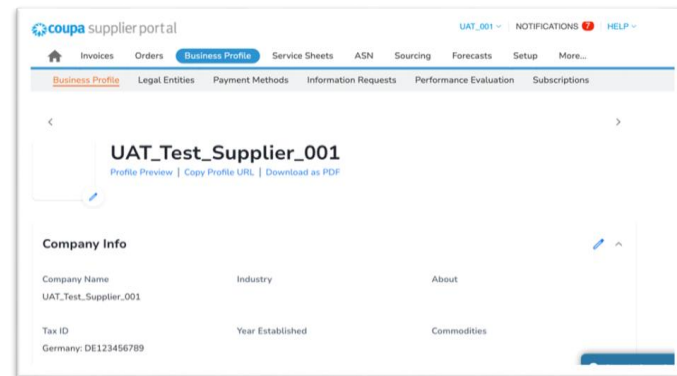 coupa supplier portal UAT_001 NOTIFICATIONS 7 HELP
Invoices Orders Business Profile Service Sheets ASN Sourcing Forecasts Setup More...
Business Profile Legal Entities Payment Methods Information Requests Performance Evaluation Subscriptions
UAT_Test_Supplier_001
Profile Preview | Copy Profile URL | Download as PDF
Company Info
Company Name Industry About
UAT_Test_Supplier_001
Tax ID Year Established Commodities
Germany: DE123456789